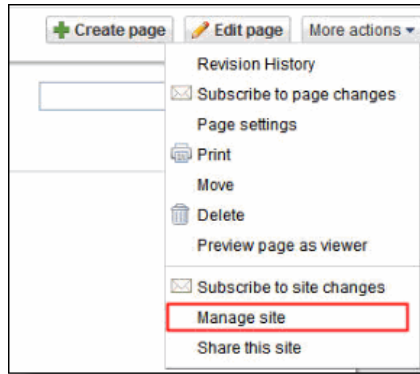 Create page Edit page More actions
Revision History
Subscribe to page changes
Page settings
Print
Move
Delete
Preview page as viewer
Subscribe to site changes
Manage site
Share this site